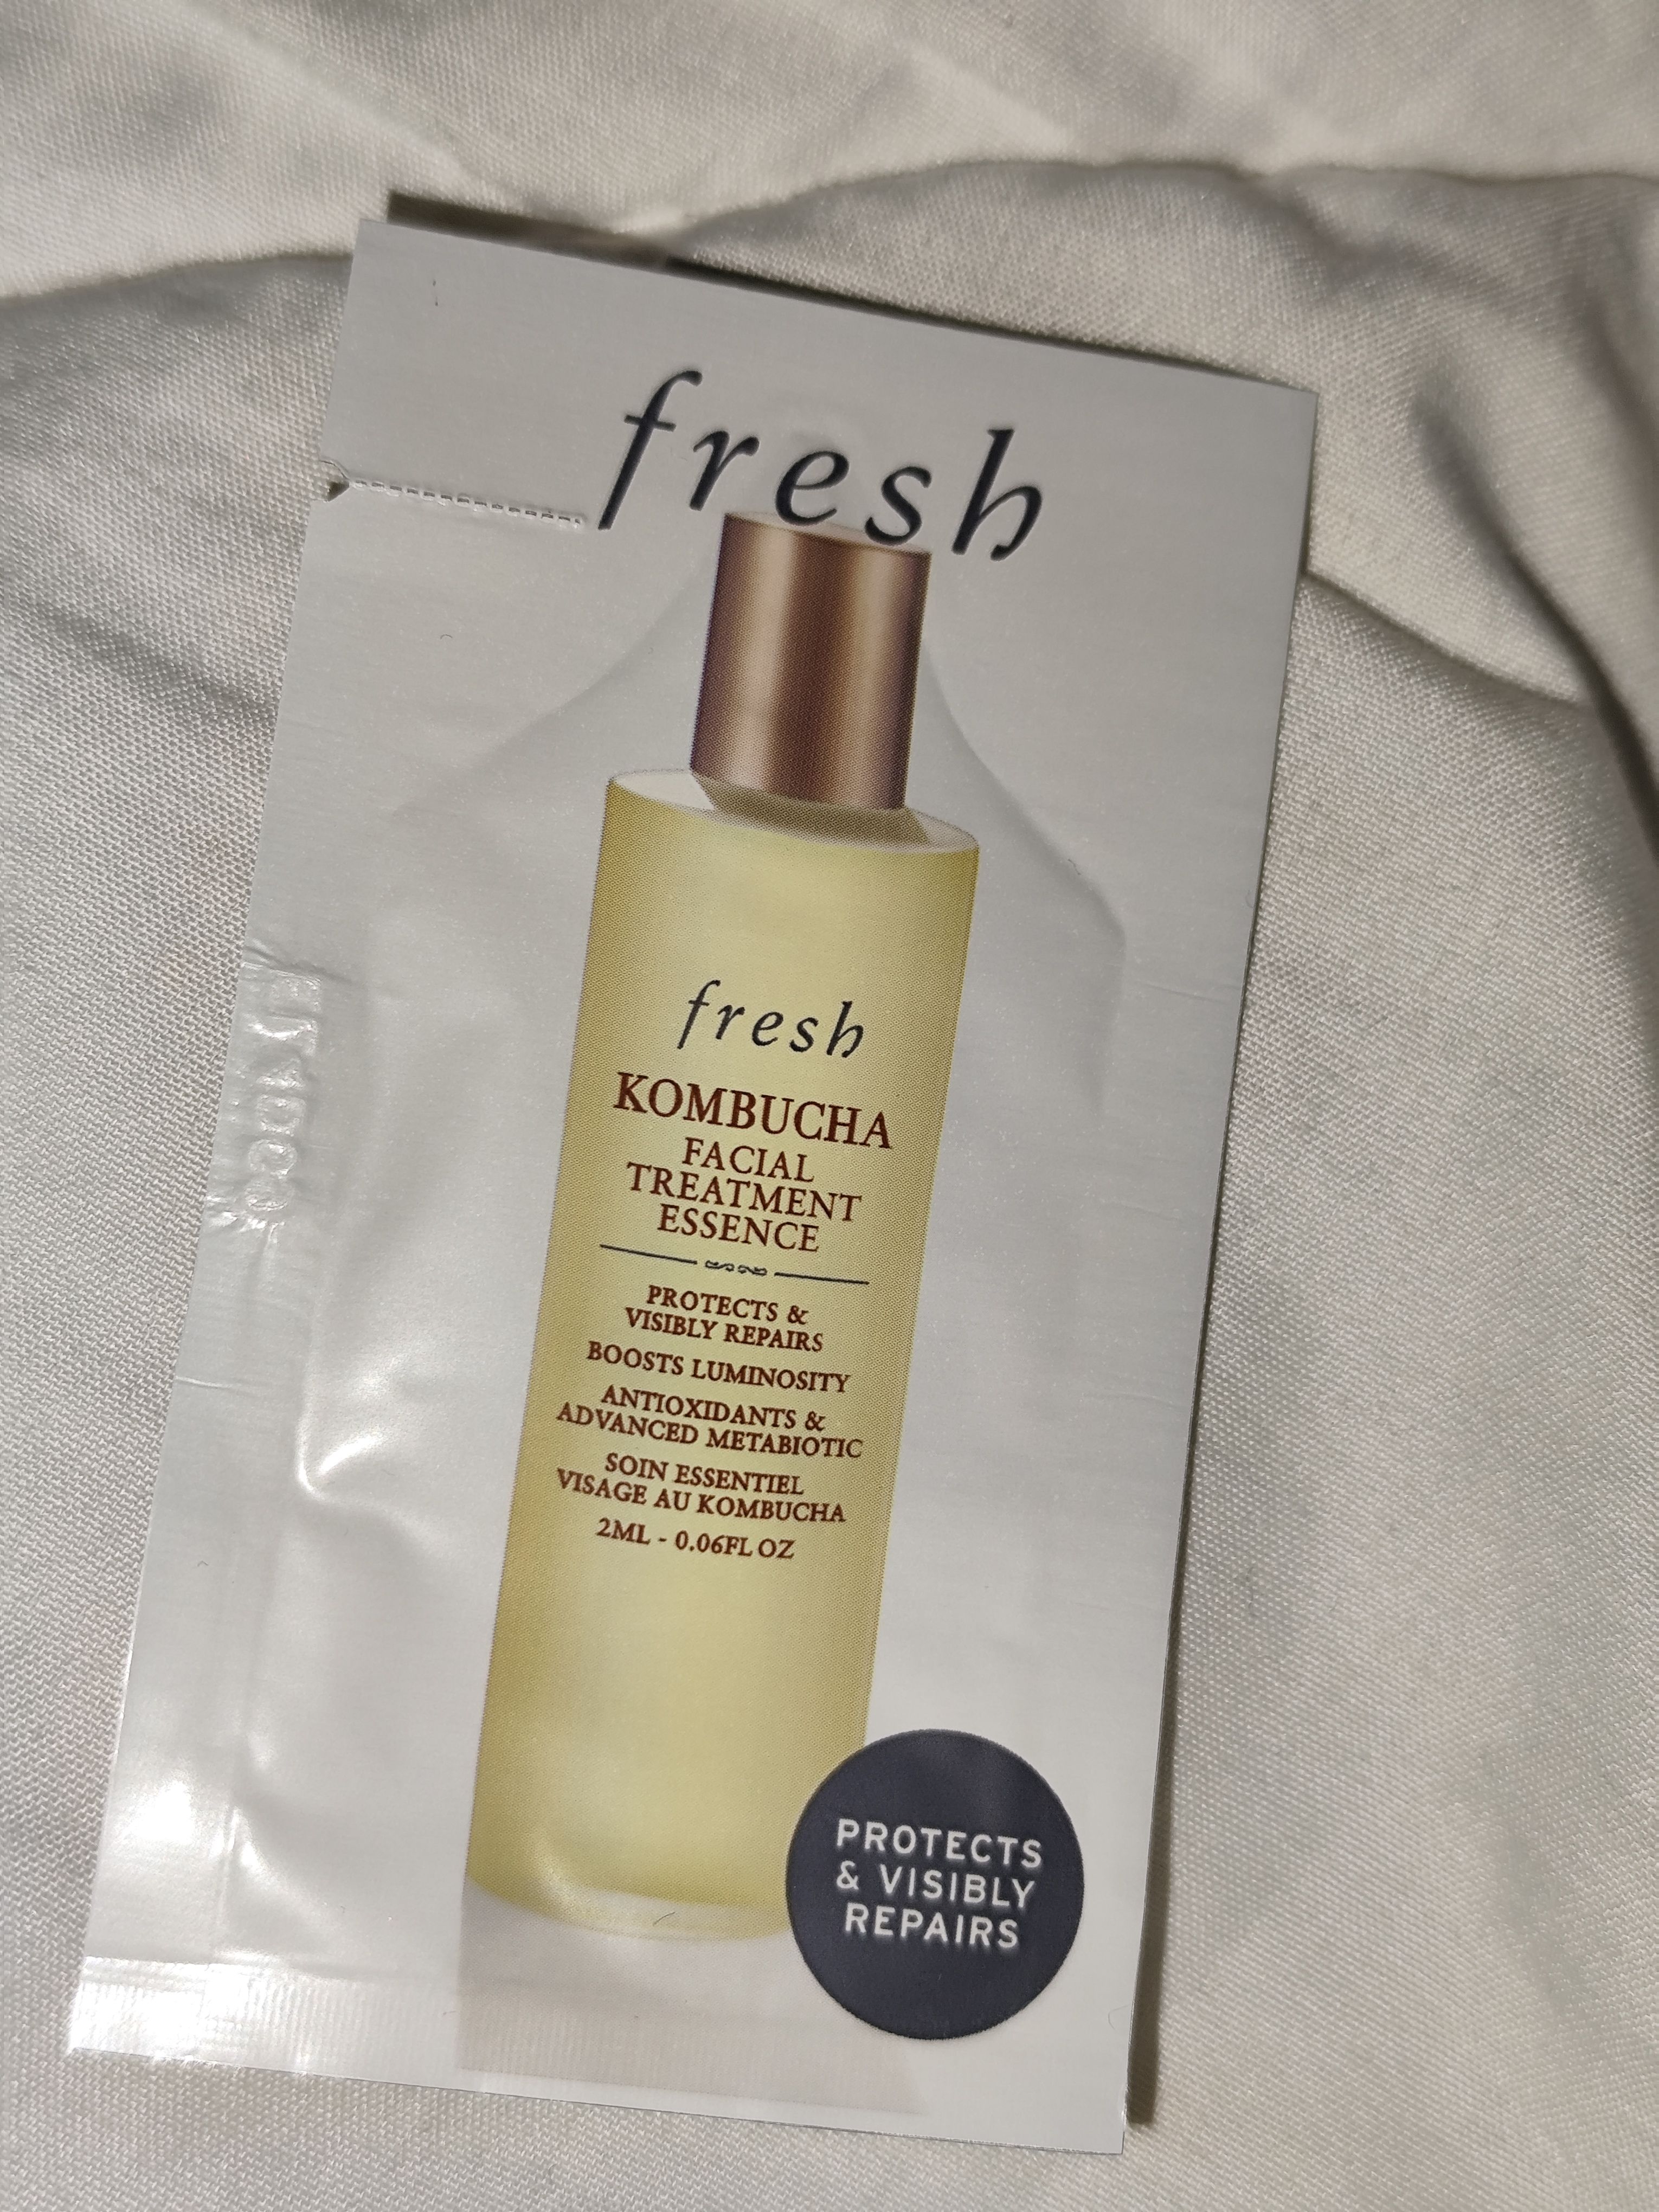 fresh
fresh
KOMBUCHA
FACIAL
TREATMENT
ESSENCE
PROTECTS &
VISIBLY REPAIRS
BOOSTS LUMINOSITY
ANTIOXIDANTS &
ADVANCED METABIOTIC
SOIN ESSENTIEL
VISAGE AU KOMBUCHA
2ML - 0.06FL OZ
PROTECTS
& VISIBLY
REPAIRS